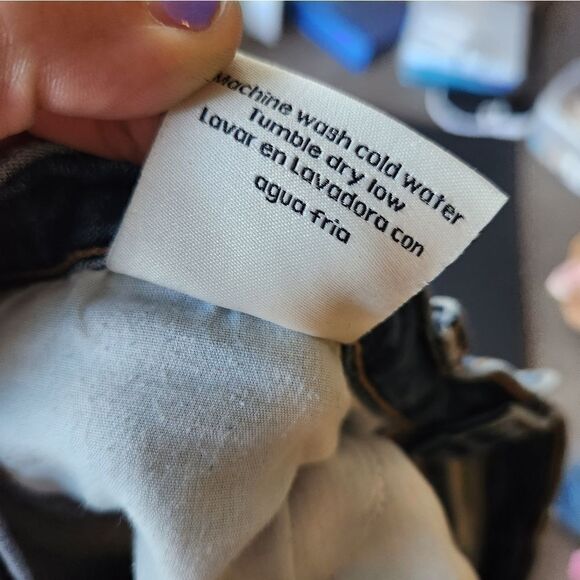 Machine wash cold water
Tumble dry low
Lavar en Lavadora con
agua fria